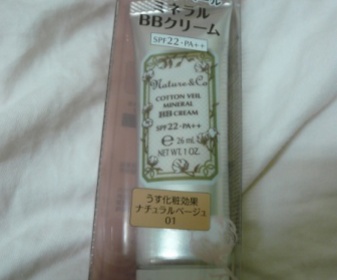 ミネラル
BBクリーム
SPF22・PA++
Nature&Co
COTTON VEIL
MINERAL
BB CREAM
SPF22・PA++
e 26 mL
NET WT. 1 OZ.
うす化粧効果
ナチュラルベージュ
01